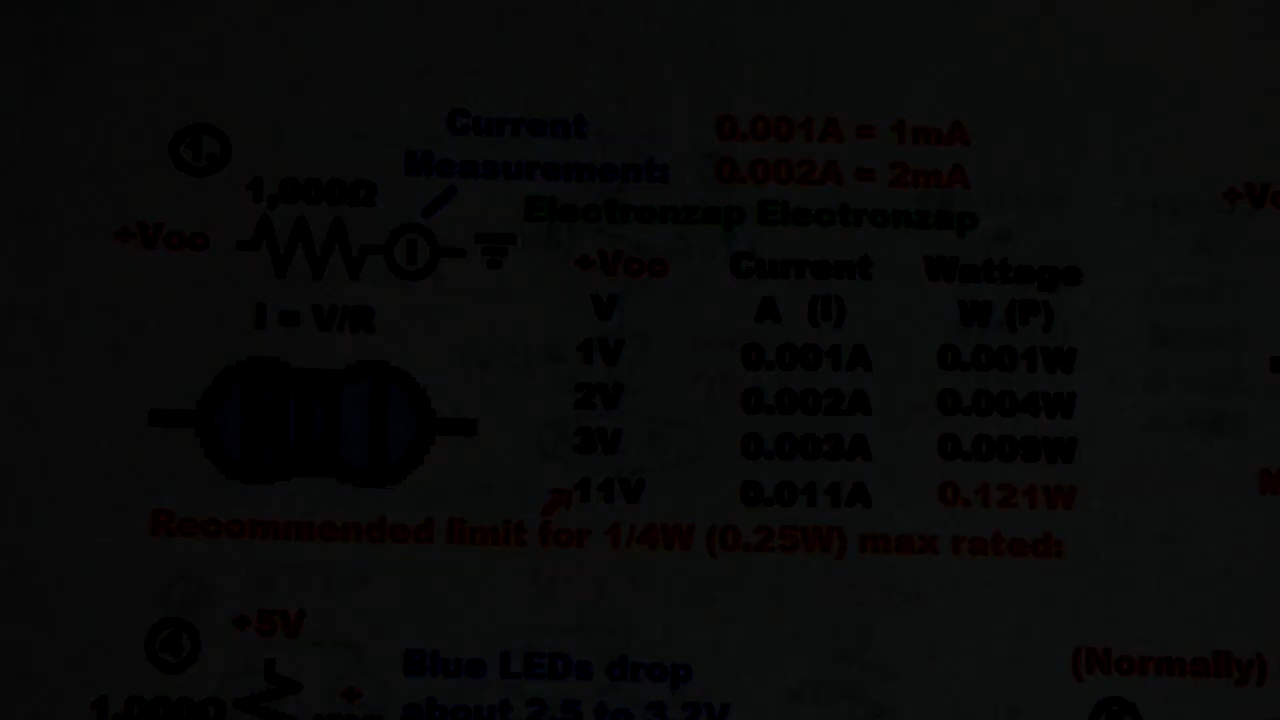 1.
Current
Measurement:
0.001A = 1mA
0.002A = 2mA
1,000Ω
Electronzap Electronzap
+Vcc
I
I = V/R
+Vcc Current Wattage
V A (I) W (P)
1V 0.001A 0.001W
2V 0.002A 0.004W
3V 0.003A 0.009W
11V 0.011A 0.121W
Recommended limit for 1/4W (0.25W) max rated:
4
+5V
Blue LEDs drop
about 2.5 to 3.2V
1,000Ω
+
(Normally)